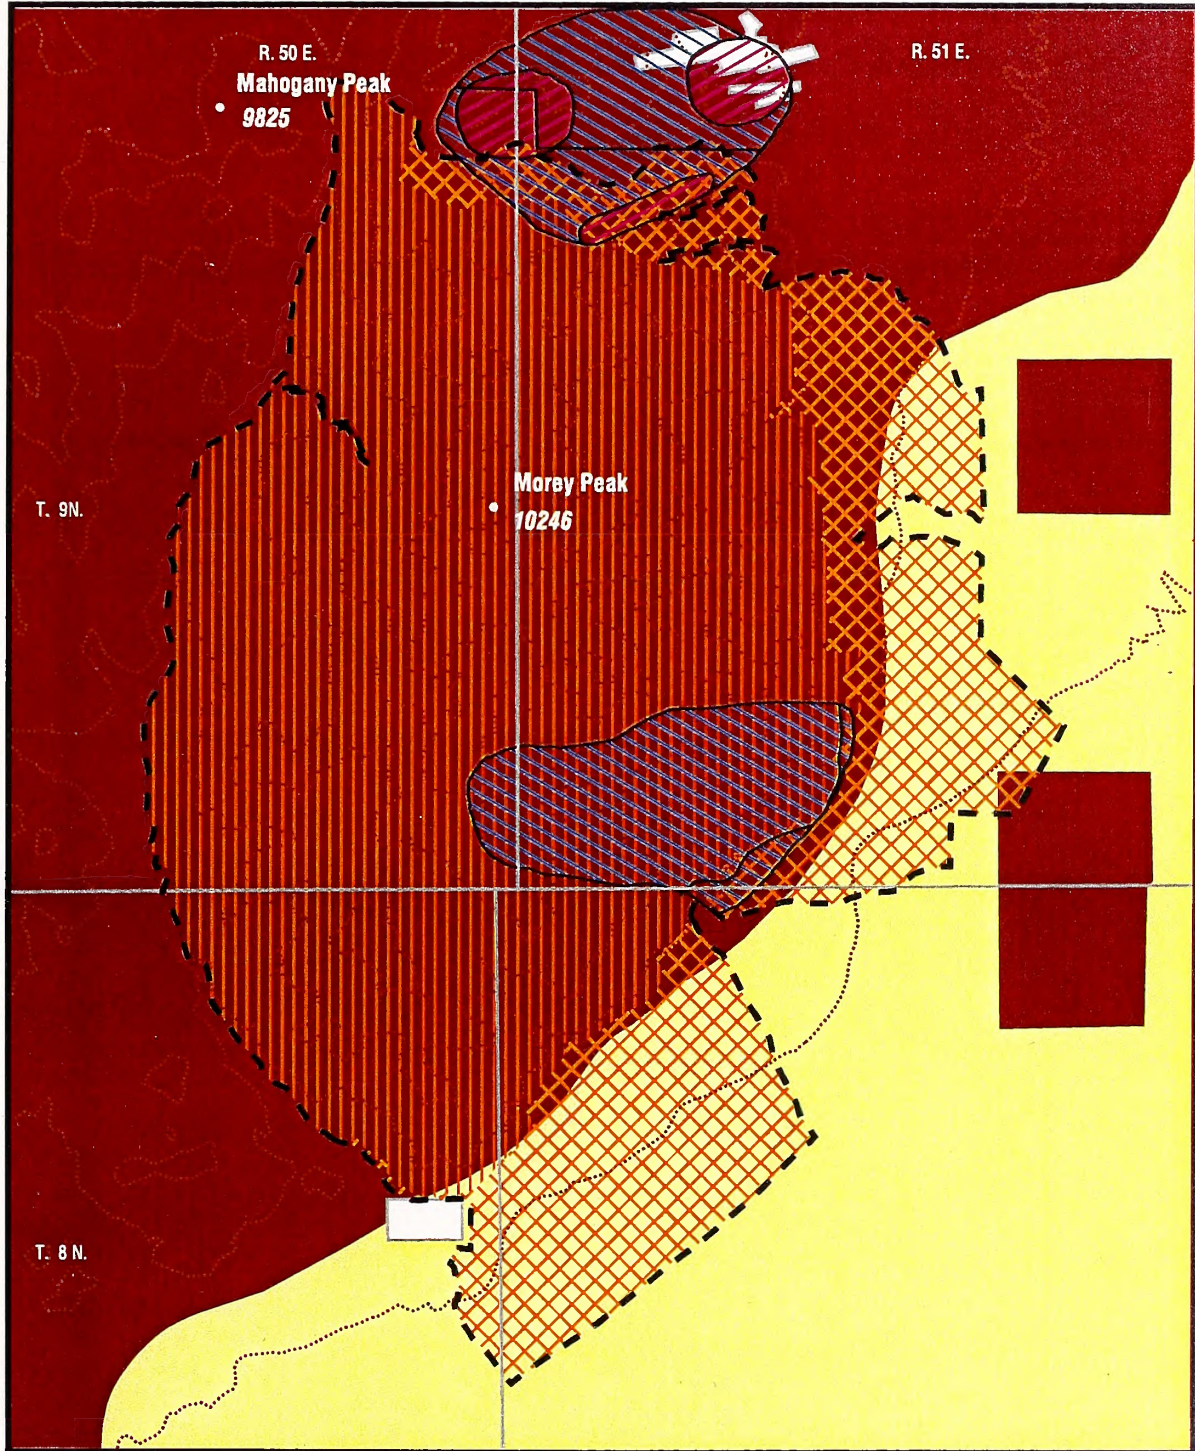 R. 50 E.
R. 51 E.
Mahogany Peak
9825
Morey Peak
10246
T. 9N.
T. 8 N.